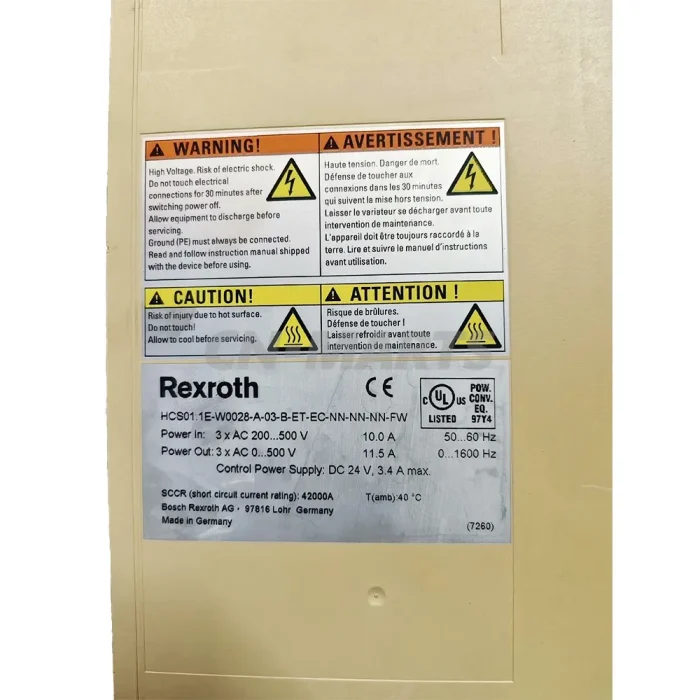 WARNING!
High Voltage. Risk of electric shock.
Do not touch electrical
connections for 30 minutes after
switching power off.
Allow equipment to discharge before
servicing.
Ground (PE) must always be connected.
Read and follow instruction manual shipped
with the device before using.
AVERTISSEMENT !
Haute tension. Danger de mort.
Défense de toucher aux
connexions dans les 30 minutes
qui suivent le mise hors tension.
Laisser le variateur se décharger avant toute
intervention de maintenance.
L'appareil doit être toujours raccordé à la
terre. Lire et suivre le manuel d'instructions
avant utilisation.
CAUTION!
Risk of injury due to hot surface.
Do not touch!
Allow to cool before servicing.
ATTENTION !
Risque de brûlures.
Défense de toucher !
Laisser refroidir avant toute
intervention de maintenance.
Rexroth CE
HCS01.1E-W0028-A-03-B-ET-EC-NN-NN-NN-FW
Power In: 3 x AC 200...500 V 10.0 A 50...60 Hz
Power Out: 3 x AC 0...500 V 11.5 A 0...1600 Hz
Control Power Supply: DC 24 V, 3.4 A max.
SCCR (short circuit current rating): 42000A T(amb):40 °C
Bosch Rexroth AG · 97816 Lohr Germany
Made in Germany
(7260)
C UL US
LISTED
POW.
CONV.
EQ.
97Y4